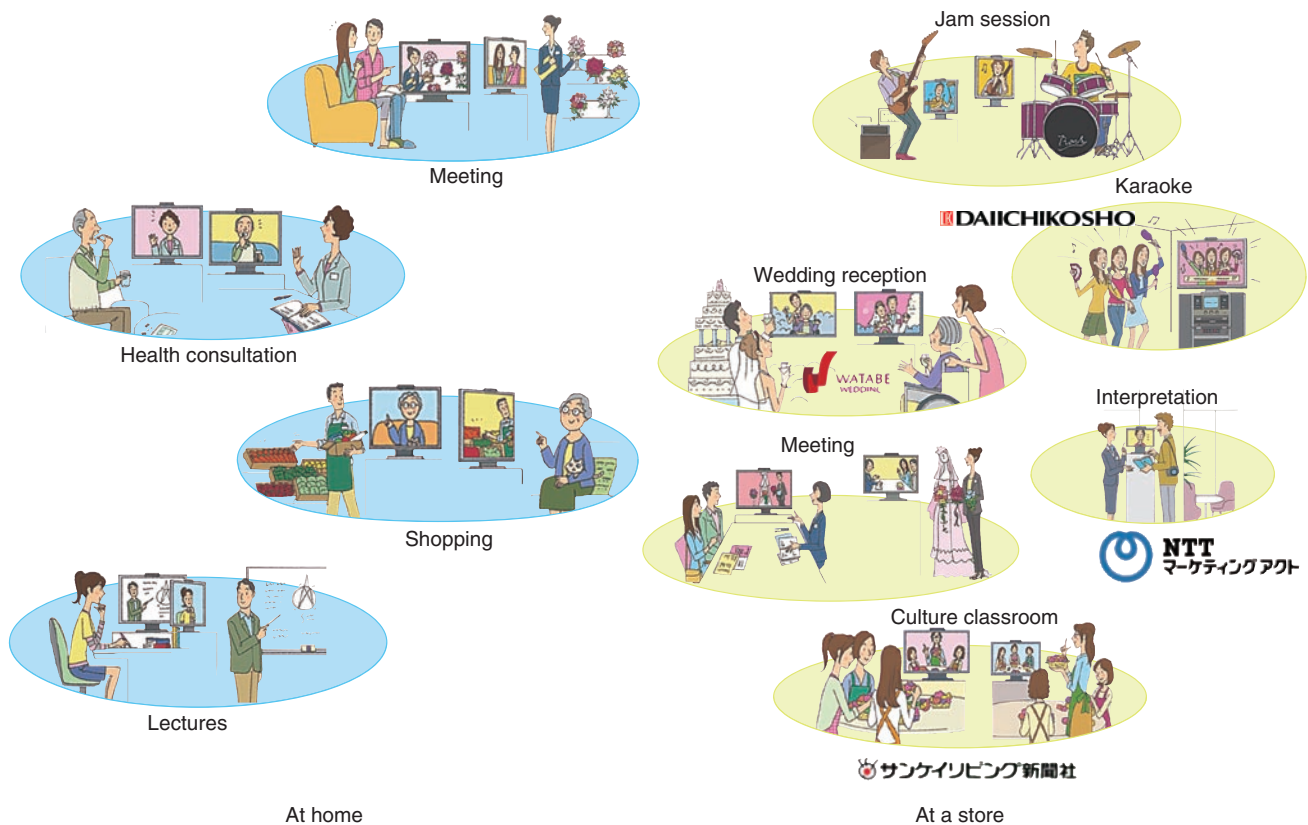 Meeting
Health consultation
Shopping
Lectures
At home
Jam session
Rock
Karaoke
DAIICHIKOSHO
Wedding reception
WATABE
WEDDING
Interpretation
Meeting
NTT
マーケティングアクト
Culture classroom
サンケイリビング新聞社
At a store